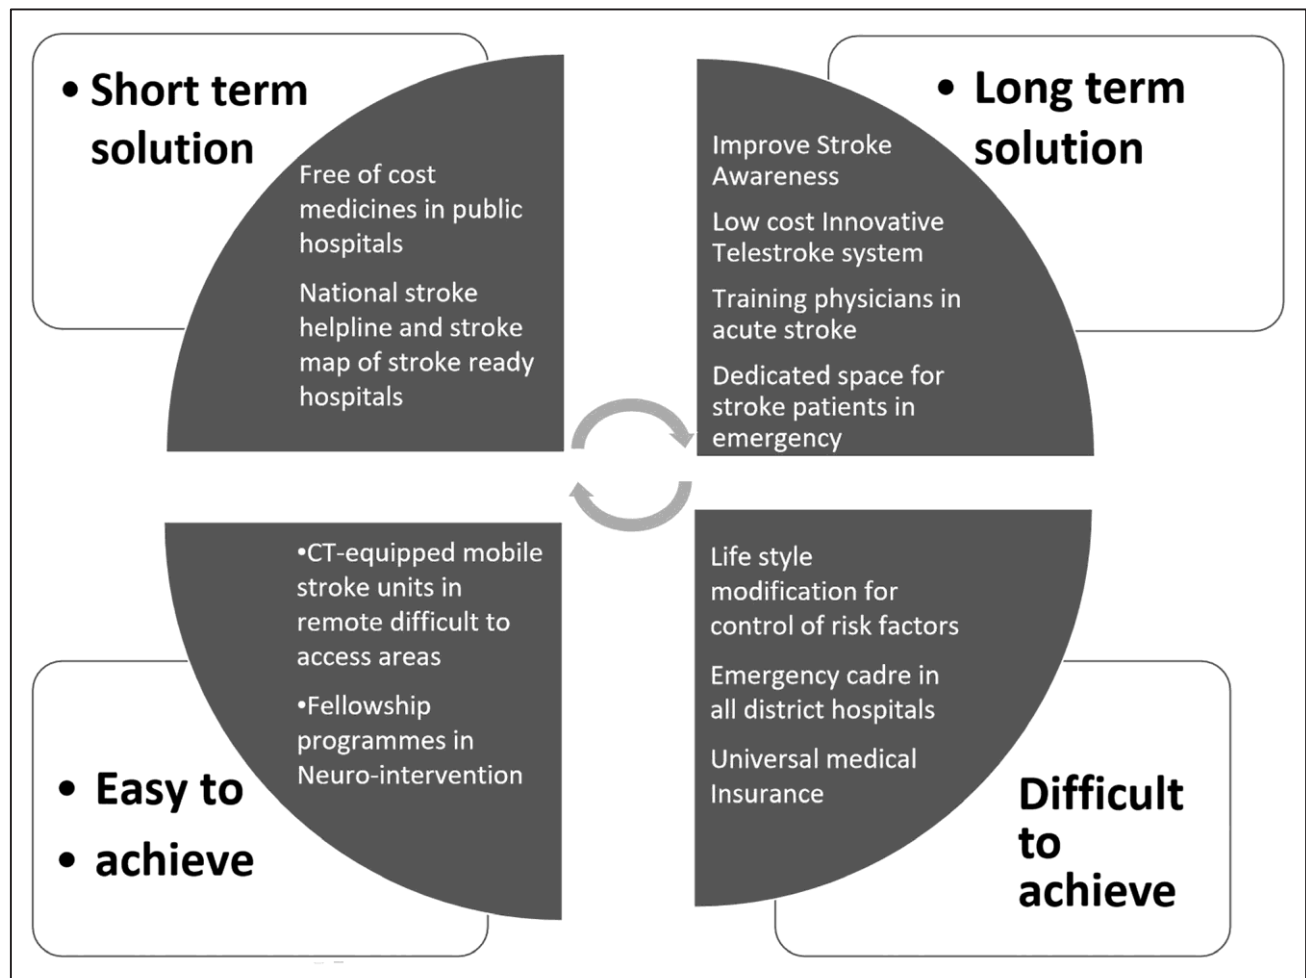 • Short term
solution
Free of cost
medicines in public
hospitals
National stroke
helpline and stroke
map of stroke ready
hospitals
• Long term
solution
Improve Stroke
Awareness
Low cost Innovative
Telestroke system
Training physicians in
acute stroke
Dedicated space for
stroke patients in
emergency
•CT-equipped mobile
stroke units in
remote difficult to
access areas
•Fellowship
programmes in
Neuro-intervention
• Easy to
• achieve
Life style
modification for
control of risk factors
Emergency cadre in
all district hospitals
Universal medical
Insurance
Difficult
to
achieve